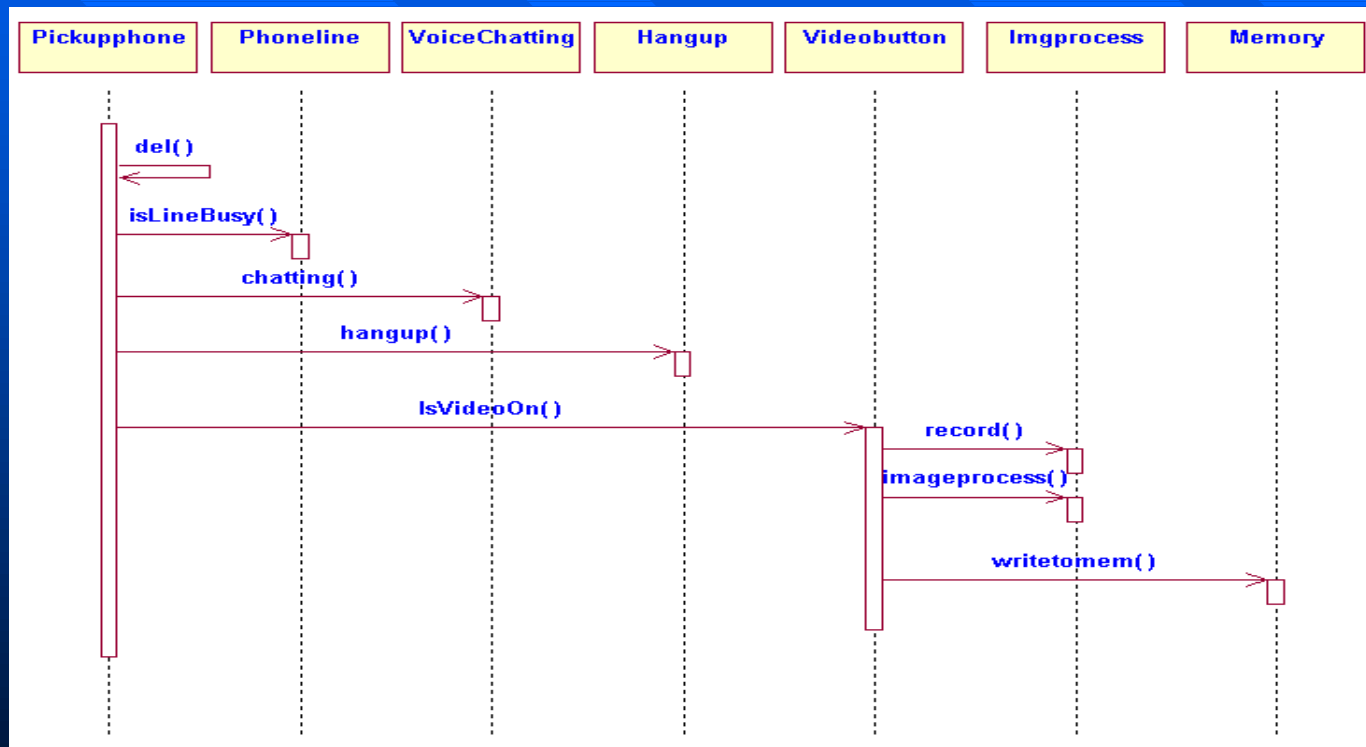 Pickupphone
Phoneline
VoiceChatting
Hangup
Videobutton
Imgprocess
Memory
del( )
isLineBusy( )
chatting( )
hangup( )
IsVideoOn( )
record( )
imageprocess( )
writetomem( )